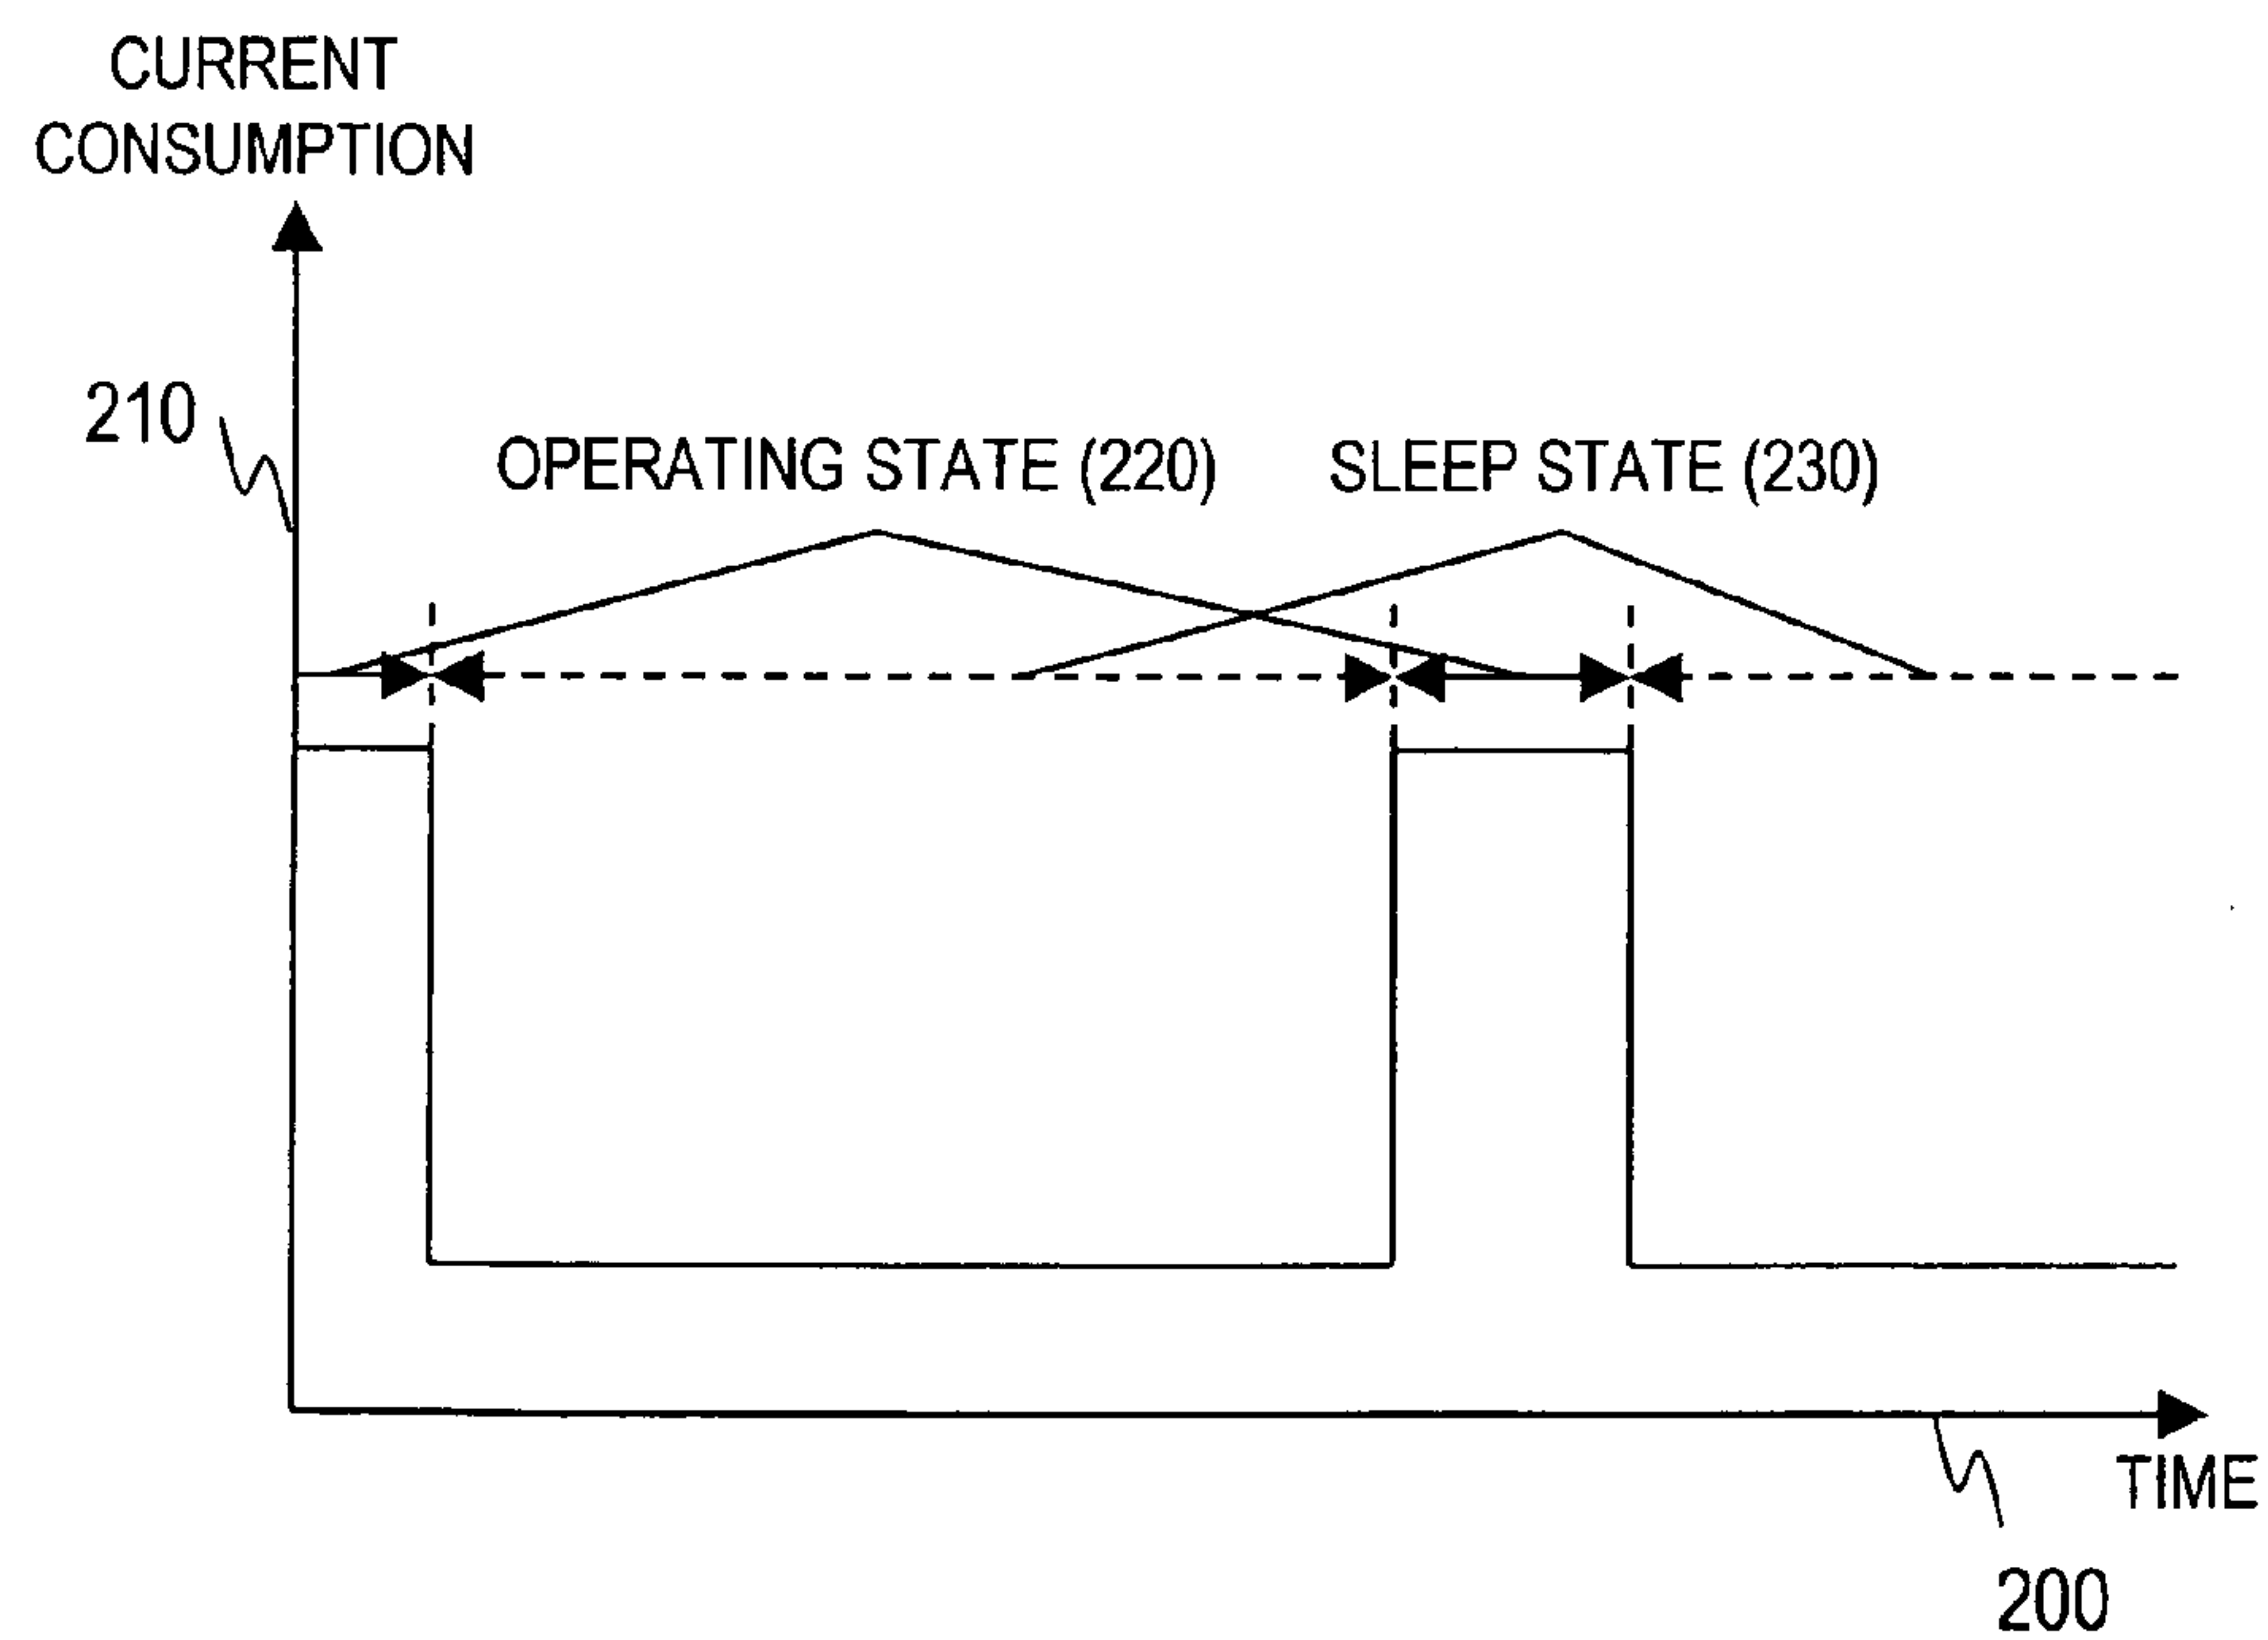 CURRENT
CONSUMPTION
210
OPERATING STATE (220)
SLEEP STATE (230)
TIME
200